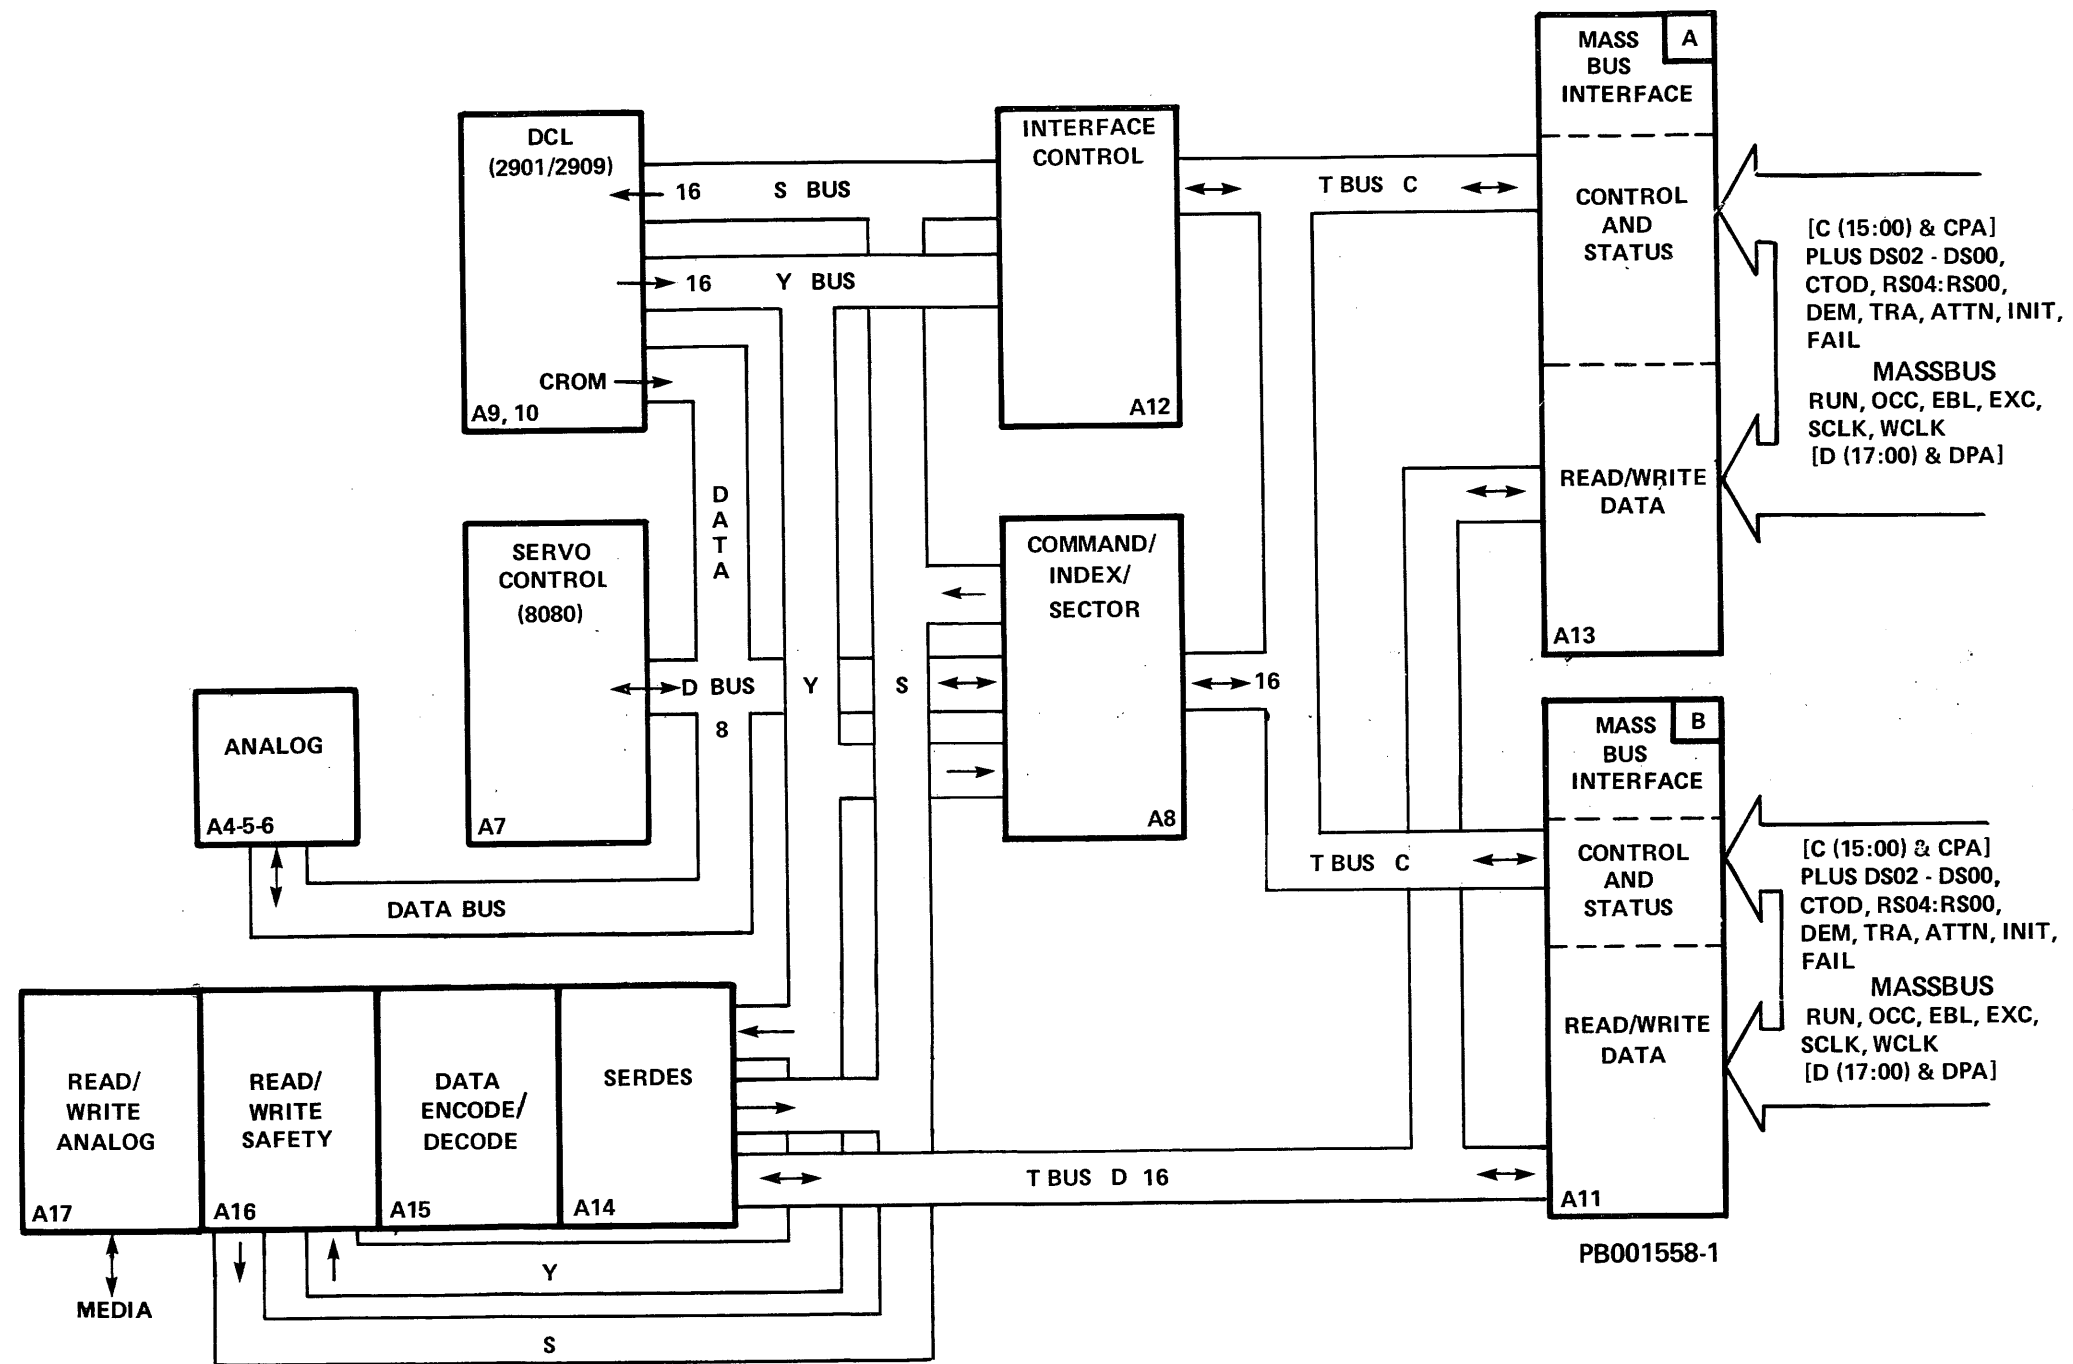 DCL
(2901/2909)
16 S BUS
16 Y BUS
CROM
A9, 10
INTERFACE
CONTROL
A12
T BUS C
MASS
BUS
INTERFACE
A
CONTROL
AND
STATUS
READ/WRITE
DATA
A13
[C (15:00) & CPA]
PLUS DS02 - DS00,
CTOD, RS04:RS00,
DEM, TRA, ATTN, INIT,
FAIL
MASSBUS
RUN, OCC, EBL, EXC,
SCLK, WCLK
[D (17:00) & DPA]
DATA
SERVO
CONTROL
(8080)
A7
D BUS
8
Y
S
COMMAND/
INDEX/
SECTOR
A8
16
ANALOG
A4-5-6
DATA BUS
T BUS C
MASS
BUS
INTERFACE
B
CONTROL
AND
STATUS
READ/WRITE
DATA
A11
[C (15:00) & CPA]
PLUS DS02 - DS00,
CTOD, RS04:RS00,
DEM, TRA, ATTN, INIT,
FAIL
MASSBUS
RUN, OCC, EBL, EXC,
SCLK, WCLK
[D (17:00) & DPA]
READ/
WRITE
ANALOG
A17
READ/
WRITE
SAFETY
A16
DATA
ENCODE/
DECODE
A15
SERDES
A14
T BUS D 16
MEDIA
Y
S
PB001558-1